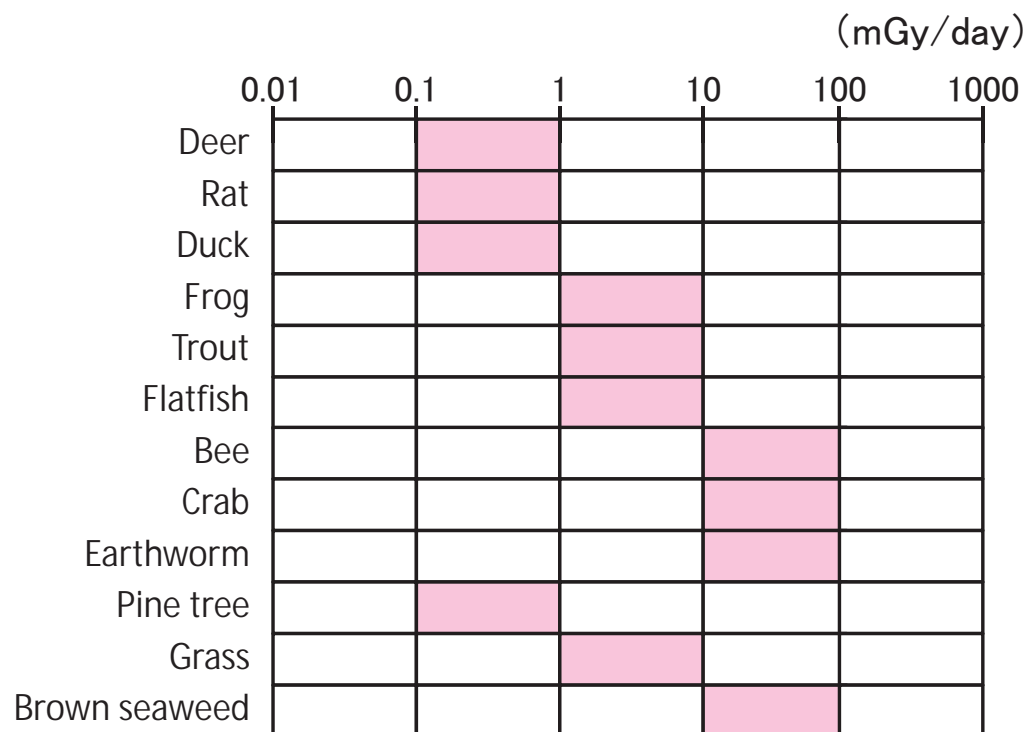 (mGy/day)
0.01 0.1 1 10 100 1000
Deer
Rat
Duck
Frog
Trout
Flatfish
Bee
Crab
Earthworm
Pine tree
Grass
Brown seaweed